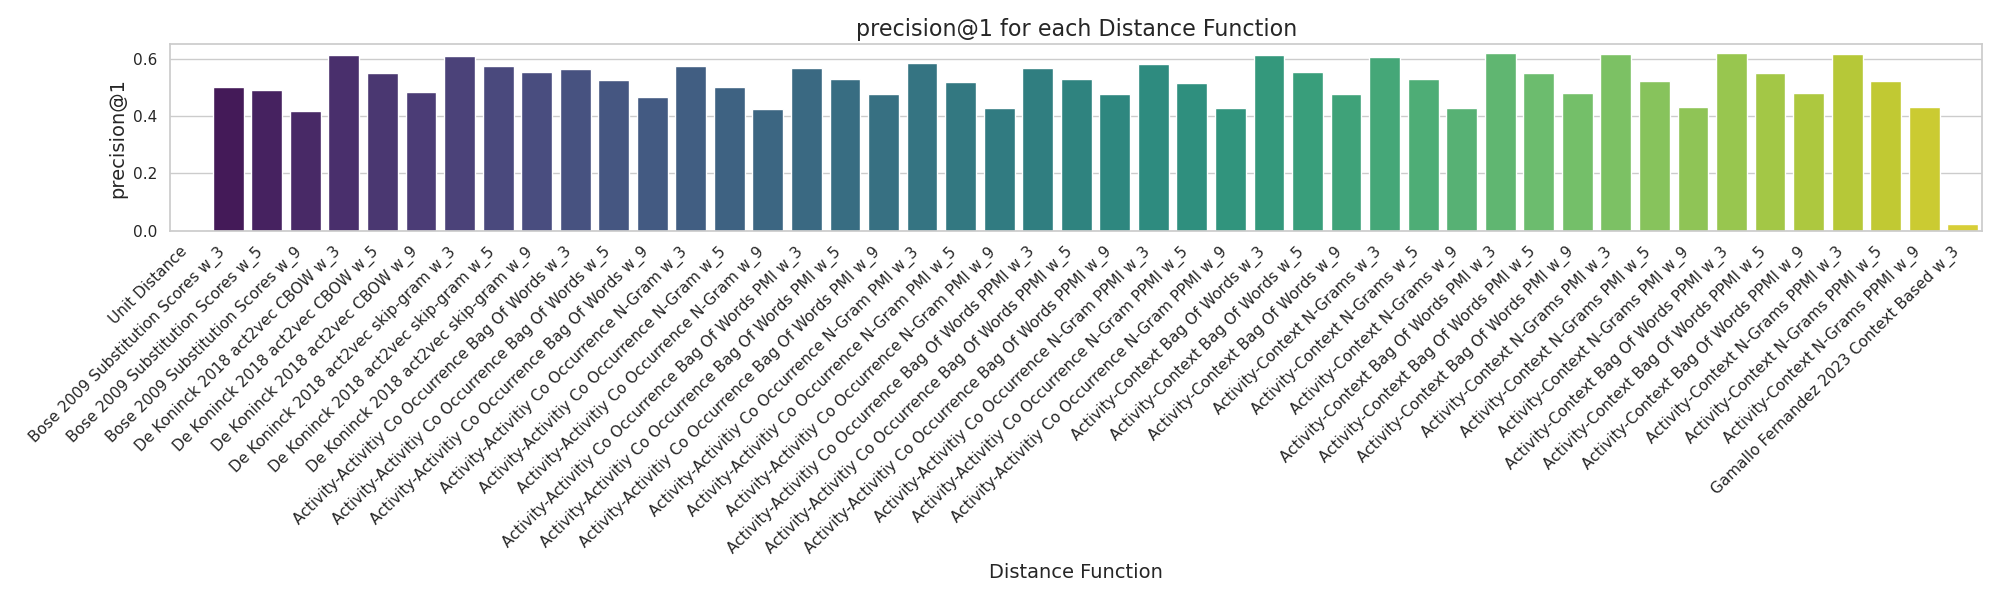 precision@1 for each Distance Function
precision@1
0.6
0.4
0.2
0.0
Unit Distance
Bose 2009 Substitution Scores w_3
Bose 2009 Substitution Scores w_5
Bose 2009 Substitution Scores w_9
De Koninck 2018 act2vec CBOW w_3
De Koninck 2018 act2vec CBOW w_5
De Koninck 2018 act2vec CBOW w_9
De Koninck 2018 act2vec skip-gram w_3
De Koninck 2018 act2vec skip-gram w_5
De Koninck 2018 act2vec skip-gram w_9
Activity-Activitiy Co Occurrence Bag Of Words w_3
Activity-Activitiy Co Occurrence Bag Of Words w_5
Activity-Activitiy Co Occurrence Bag Of Words w_9
Activity-Activitiy Co Occurrence N-Gram w_3
Activity-Activitiy Co Occurrence N-Gram w_5
Activity-Activitiy Co Occurrence N-Gram w_9
Activity-Activitiy Co Occurrence Bag Of Words PMI w_3
Activity-Activitiy Co Occurrence Bag Of Words PMI w_5
Activity-Activitiy Co Occurrence Bag Of Words PMI w_9
Activity-Activitiy Co Occurrence N-Gram PMI w_3
Activity-Activitiy Co Occurrence N-Gram PMI w_5
Activity-Activitiy Co Occurrence N-Gram PMI w_9
Activity-Activitiy Co Occurrence Bag Of Words PPMI w_3
Activity-Activitiy Co Occurrence Bag Of Words PPMI w_5
Activity-Activitiy Co Occurrence Bag Of Words PPMI w_9
Activity-Activitiy Co Occurrence N-Gram PPMI w_3
Activity-Activitiy Co Occurrence N-Gram PPMI w_5
Activity-Activitiy Co Occurrence N-Gram PPMI w_9
Activity-Context Bag Of Words w_3
Activity-Context Bag Of Words w_5
Activity-Context Bag Of Words w_9
Activity-Context N-Grams w_3
Activity-Context N-Grams w_5
Activity-Context N-Grams w_9
Activity-Context Bag Of Words PMI w_3
Activity-Context Bag Of Words PMI w_5
Activity-Context Bag Of Words PMI w_9
Activity-Context N-Grams PMI w_3
Activity-Context N-Grams PMI w_5
Activity-Context N-Grams PMI w_9
Activity-Context Bag Of Words PPMI w_3
Activity-Context Bag Of Words PPMI w_5
Activity-Context Bag Of Words PPMI w_9
Activity-Context N-Grams PPMI w_3
Activity-Context N-Grams PPMI w_5
Activity-Context N-Grams PPMI w_9
Gamallo Fernandez 2023 Context Based w_3
Distance Function